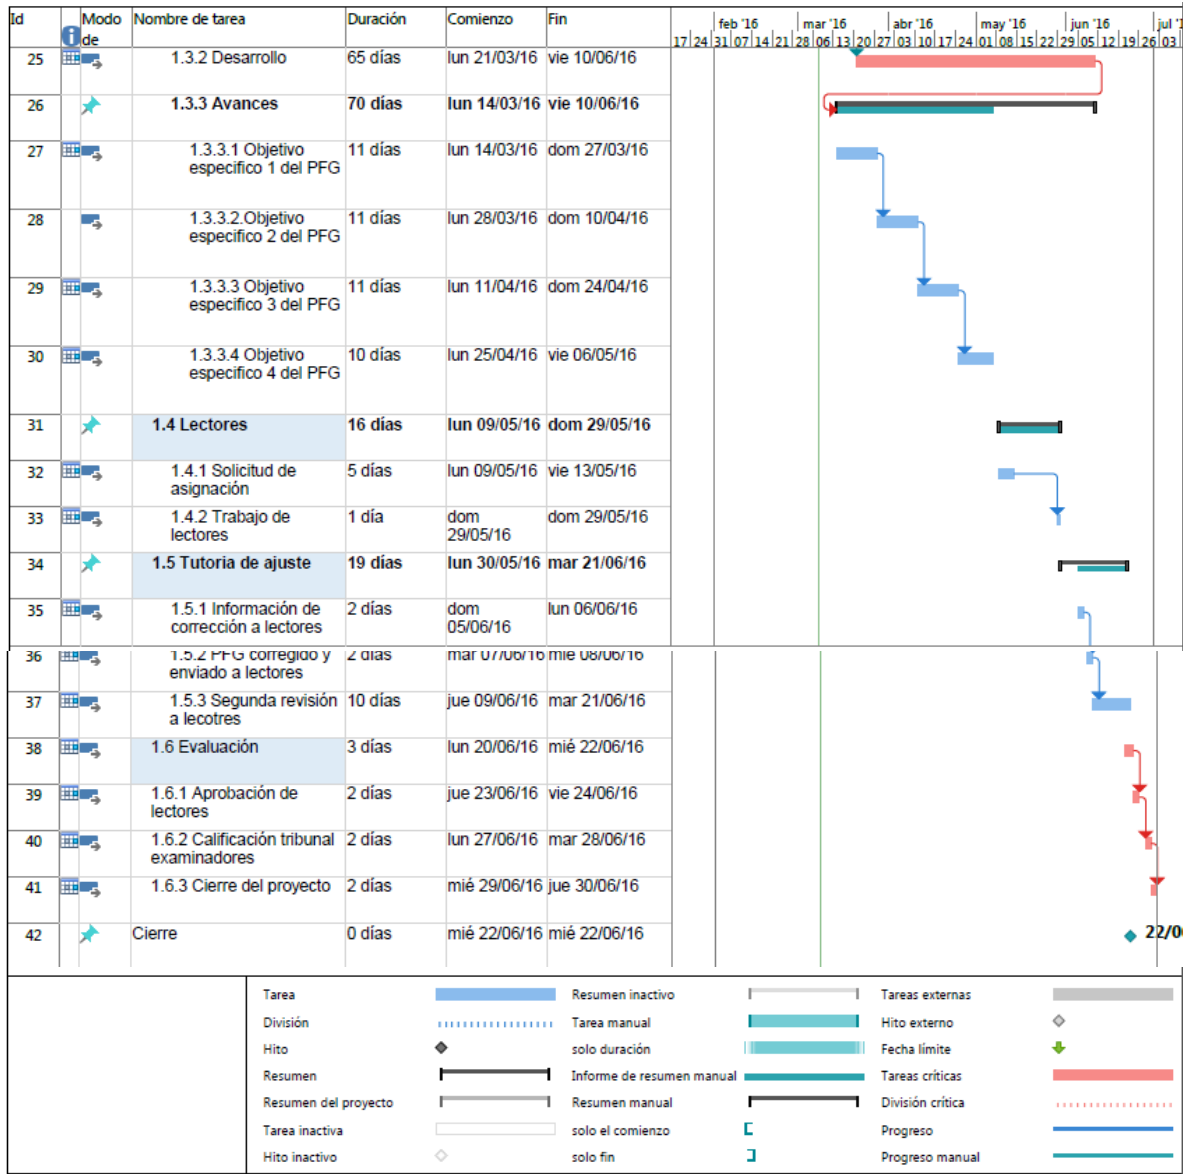 Id Modo de Nombre de tarea Duración Comienzo Fin
feb '16 mar '16 abr '16 may '16 jun '16 jul '1
17 24 31 07 14 21 28 06 13 20 27 03 10 17 24 01 08 15 22 29 05 12 19 26 03
25 1.3.2 Desarrollo 65 días lun 21/03/16 vie 10/06/16
26 1.3.3 Avances 70 días lun 14/03/16 vie 10/06/16
27 1.3.3.1 Objetivo 11 días lun 14/03/16 dom 27/03/16
especifico 1 del PFG
28 1.3.3.2.Objetivo 11 días lun 28/03/16 dom 10/04/16
especifico 2 del PFG
29 1.3.3.3 Objetivo 11 días lun 11/04/16 dom 24/04/16
especifico 3 del PFG
30 1.3.3.4 Objetivo 10 días lun 25/04/16 vie 06/05/16
especifico 4 del PFG
31 1.4 Lectores 16 días lun 09/05/16 dom 29/05/16
32 1.4.1 Solicitud de 5 días lun 09/05/16 vie 13/05/16
asignación
33 1.4.2 Trabajo de 1 día dom dom 29/05/16
lectores 29/05/16
34 1.5 Tutoria de ajuste 19 días lun 30/05/16 mar 21/06/16
35 1.5.1 Información de 2 días dom lun 06/06/16
corrección a lectores 05/06/16
36 1.5.2 PFG corregido y 2 días mar 07/06/16 mié 08/06/16
enviado a lectores
37 1.5.3 Segunda revisión 10 días jue 09/06/16 mar 21/06/16
a lecotres
38 1.6 Evaluación 3 días lun 20/06/16 mié 22/06/16
39 1.6.1 Aprobación de 2 días jue 23/06/16 vie 24/06/16
lectores
40 1.6.2 Calificación tribunal 2 días lun 27/06/16 mar 28/06/16
examinadores
41 1.6.3 Cierre del proyecto 2 días mié 29/06/16 jue 30/06/16
42 Cierre 0 días mié 22/06/16 mié 22/06/16 22/0
Tarea Resumen inactivo Tareas externas
División Tarea manual Hito externo
Hito solo duración Fecha límite
Resumen Informe de resumen manual Tareas críticas
Resumen del proyecto Resumen manual División crítica
Tarea inactiva solo el comienzo Progreso
Hito inactivo solo fin Progreso manual